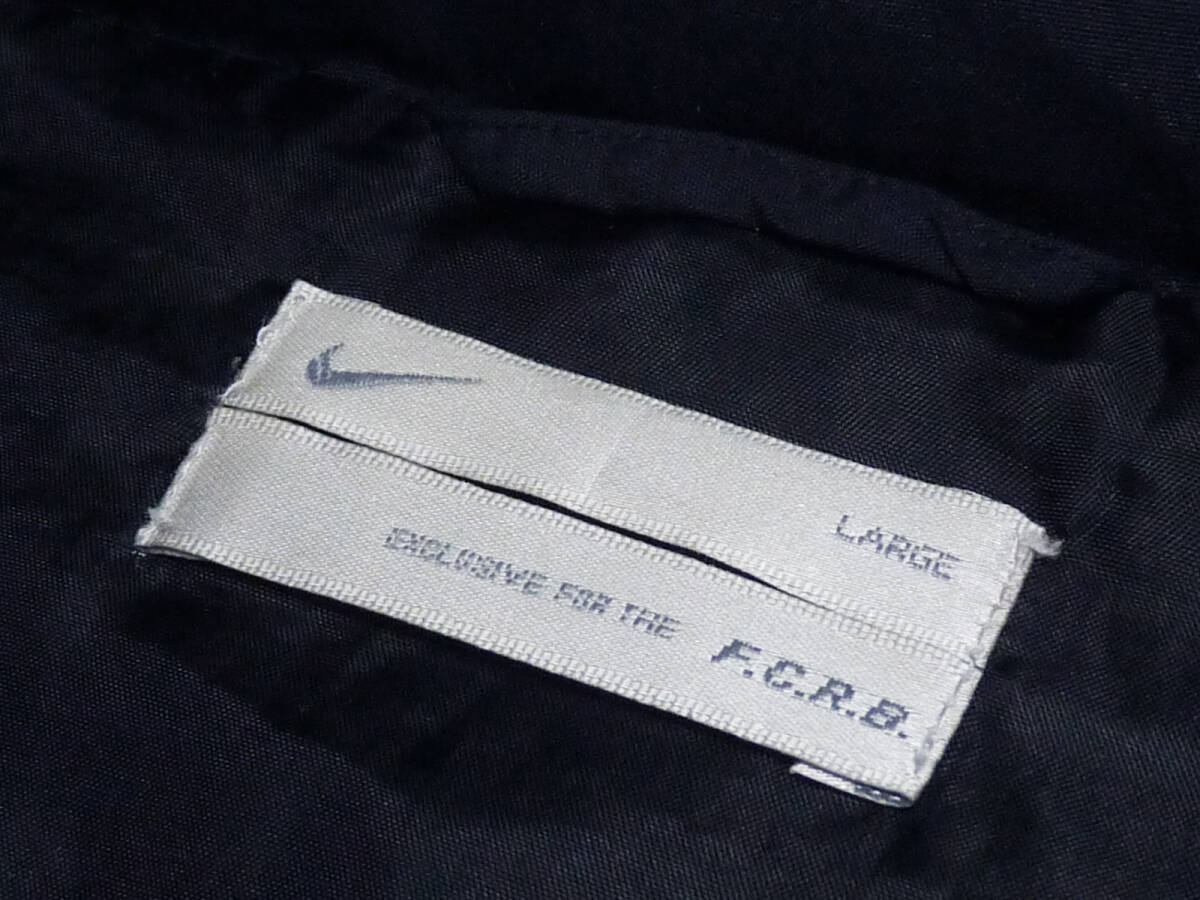 LARGE
EXCLUSIVE FOR THE F.C.R.B.